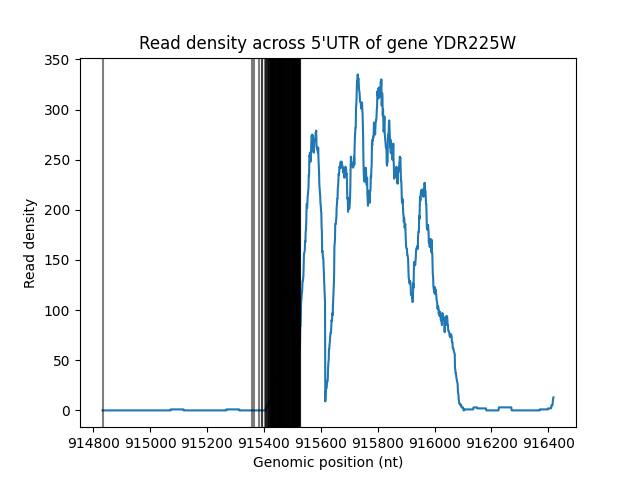 Read density across 5'UTR of gene YDR225W
350
300
250
200
150
100
50
0
Read density
914800 915000 915200 915400 915600 915800 916000 916200 916400
Genomic position (nt)